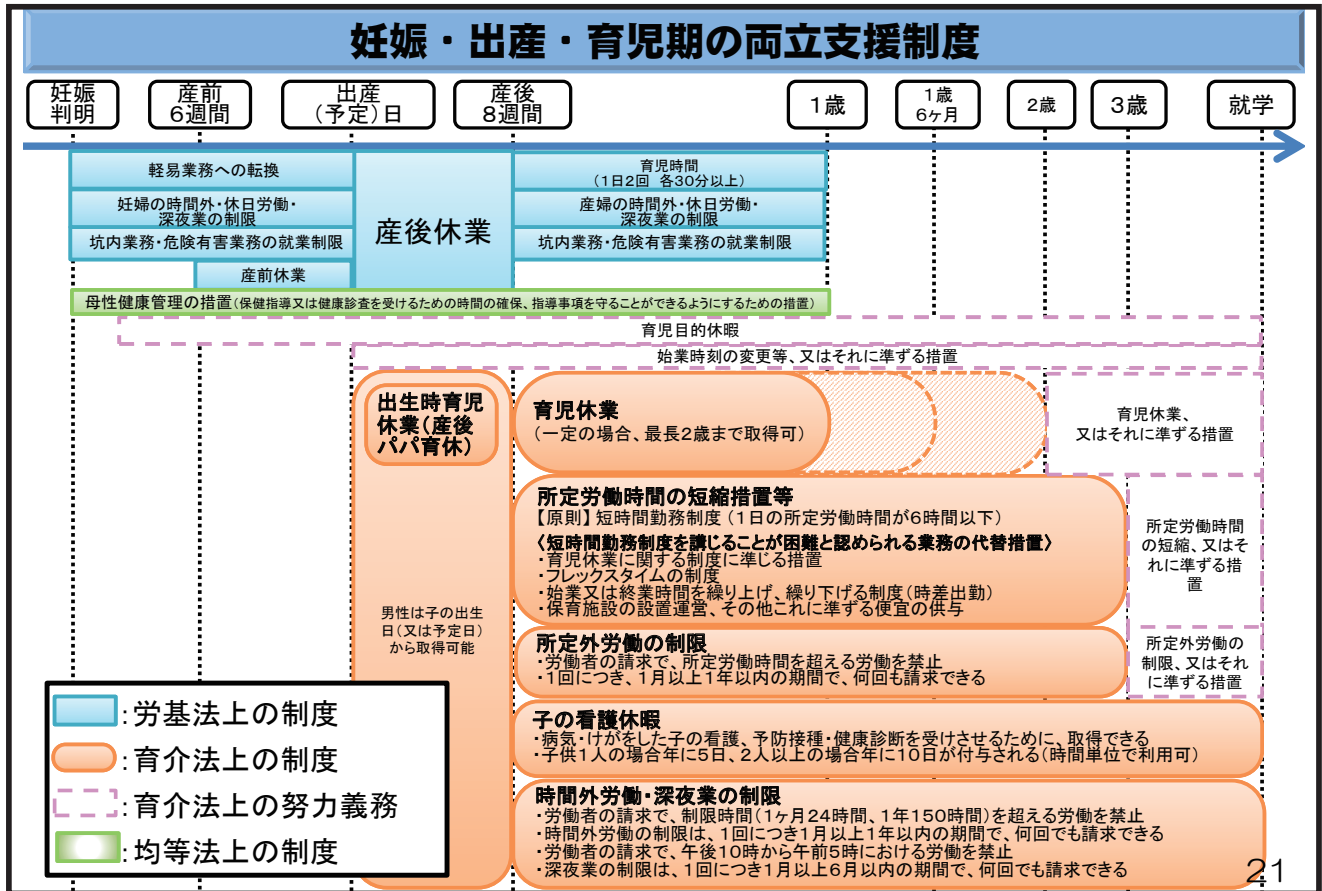 妊娠・出産・育児期の両立支援制度
妊娠
判明
産前
6週間
出産
(予定)日
産後
8週間
1歳
1歳
6ヶ月
2歳
3歳
就学
軽易業務への転換
妊婦の時間外・休日労働・
深夜業の制限
坑内業務・危険有害業務の就業制限
産前休業
産後休業
育児時間
(1日2回 各30分以上)
産婦の時間外・休日労働・
深夜業の制限
坑内業務・危険有害業務の就業制限
母性健康管理の措置(保健指導又は健康診査を受けるための時間の確保、指導事項を守ることができるようにするための措置)
育児目的休暇
始業時刻の変更等、又はそれに準ずる措置
出生時育児
休業(産後
パパ育休)
男性は子の出生
日(又は予定日)
から取得可能
育児休業
(一定の場合、最長2歳まで取得可)
育児休業、
又はそれに準ずる措置
所定労働時間の短縮措置等
【原則】短時間勤務制度(1日の所定労働時間が6時間以下)
〈短時間勤務制度を講じることが困難と認められる業務の代替措置〉
・育児休業に関する制度に準じる措置
・フレックスタイムの制度
・始業又は終業時間を繰り上げ、繰り下げる制度(時差出勤)
・保育施設の設置運営、その他これに準ずる便宜の供与
所定労働時間
の短縮、又はそ
れに準ずる措
置
所定外労働の制限
・労働者の請求で、所定労働時間を超える労働を禁止
・1回につき、1月以上1年以内の期間で、何回も請求できる
所定外労働の
制限、又はそれ
に準ずる措置
子の看護休暇
・病気・けがをした子の看護、予防接種・健康診断を受けさせるために、取得できる
・子供1人の場合年に5日、2人以上の場合年に10日が付与される(時間単位で利用可)
時間外労働・深夜業の制限
・労働者の請求で、制限時間(1ヶ月24時間、1年150時間)を超える労働を禁止
・時間外労働の制限は、1回につき1月以上1年以内の期間で、何回でも請求できる
・労働者の請求で、午後10時から午前5時における労働を禁止
・深夜業の制限は、1回につき1月以上6月以内の期間で、何回でも請求できる
:労基法上の制度
:育介法上の制度
:育介法上の努力義務
:均等法上の制度
21